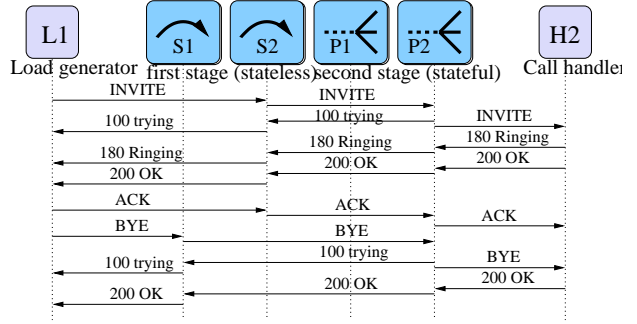 L1 S1 S2 P1 P2 H2
Load generator first stage (stateless) second stage (stateful) Call handler
INVITE
INVITE
100 trying
100 trying
INVITE
180 Ringing
180 Ringing
180 Ringing
200 OK
200 OK
200 OK
ACK
ACK
ACK
BYE
BYE
100 trying
BYE
100 trying
200 OK
200 OK
200 OK